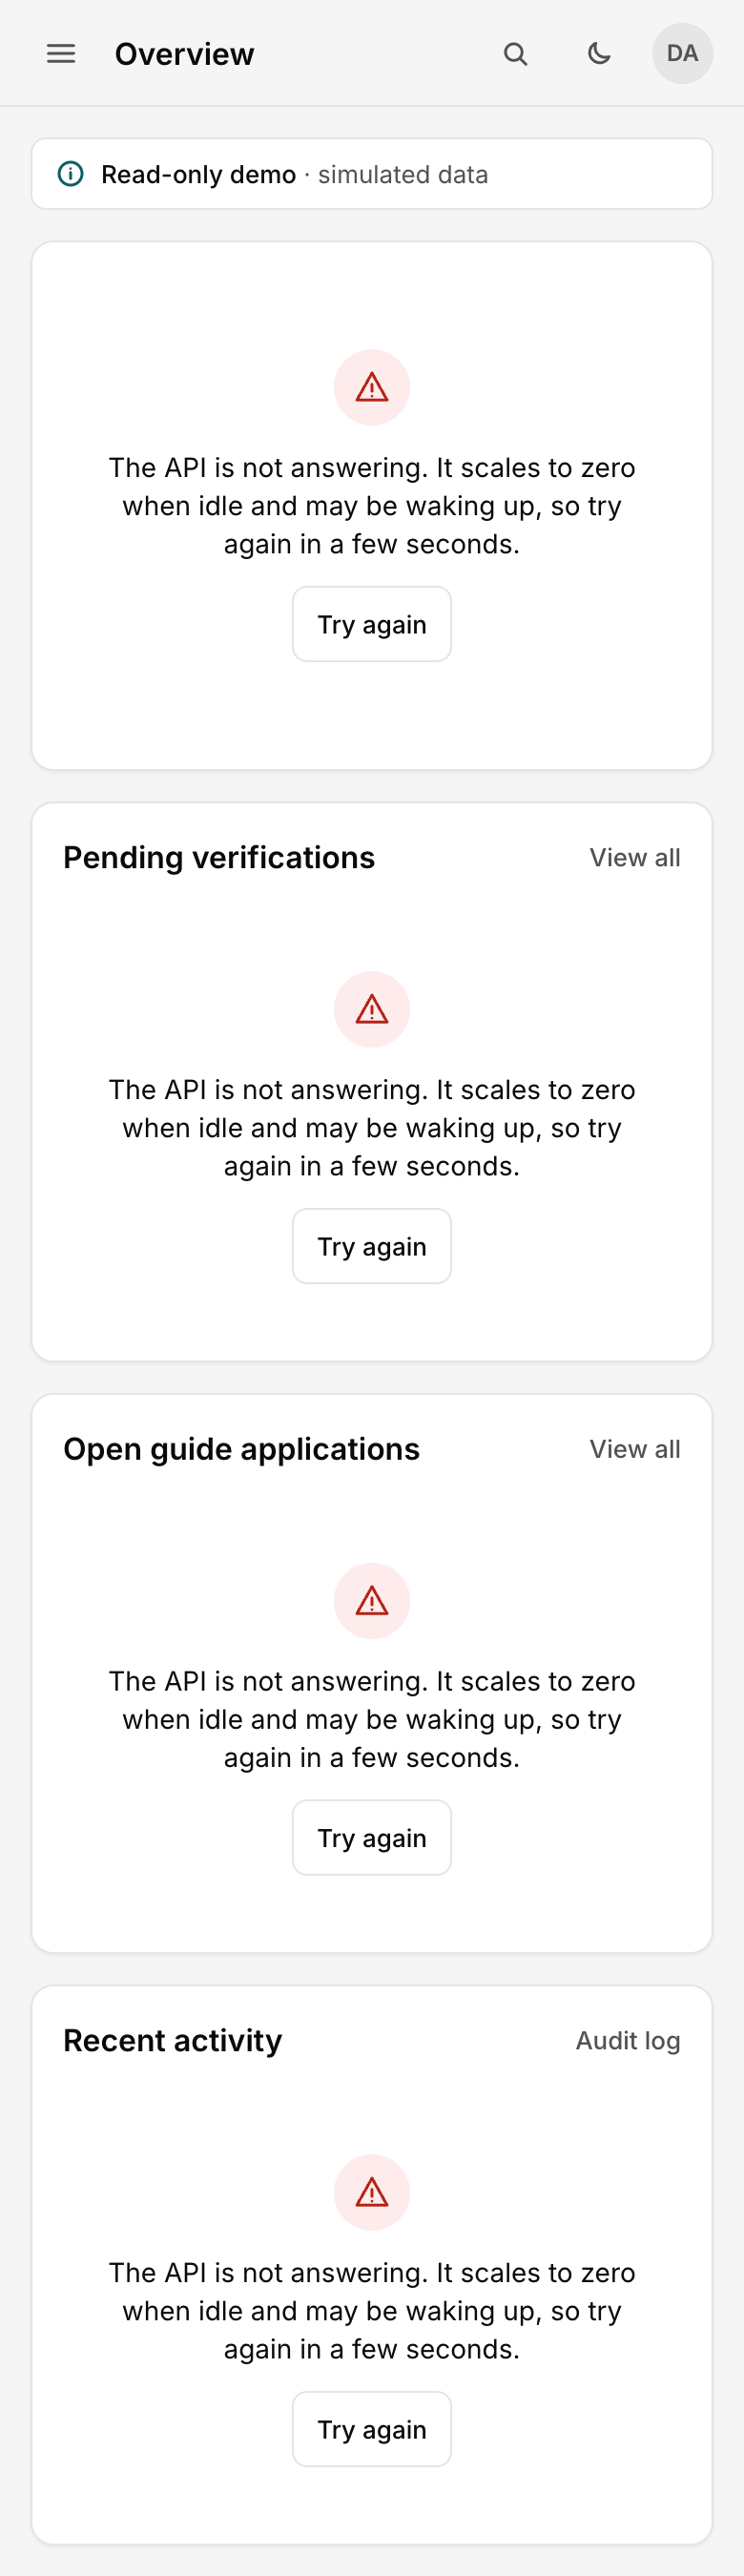 Overview
DA
Read-only demo · simulated data
The API is not answering. It scales to zero
when idle and may be waking up, so try
again in a few seconds.
Try again
Pending verifications
View all
The API is not answering. It scales to zero
when idle and may be waking up, so try
again in a few seconds.
Try again
Open guide applications
View all
The API is not answering. It scales to zero
when idle and may be waking up, so try
again in a few seconds.
Try again
Recent activity
Audit log
The API is not answering. It scales to zero
when idle and may be waking up, so try
again in a few seconds.
Try again